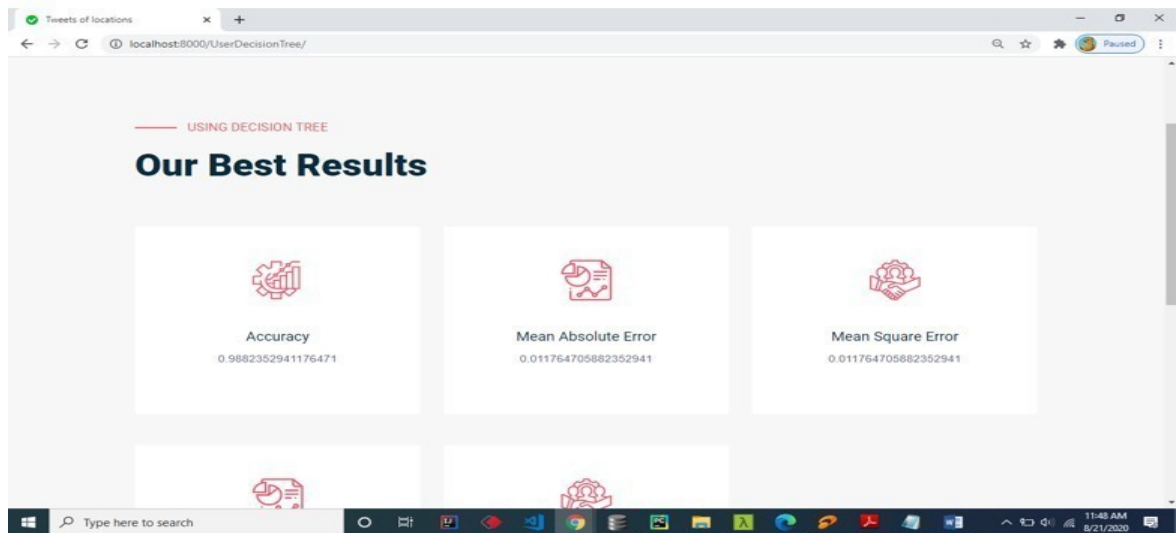 Tweets of locations
localhost:8000/UserDecisionTree/
Paused
USING DECISION TREE
Our Best Results
Accuracy
0.9882352941176471
Mean Absolute Error
0.011764705882352941
Mean Square Error
0.011764705882352941
Type here to search
11:48 AM
8/21/2020